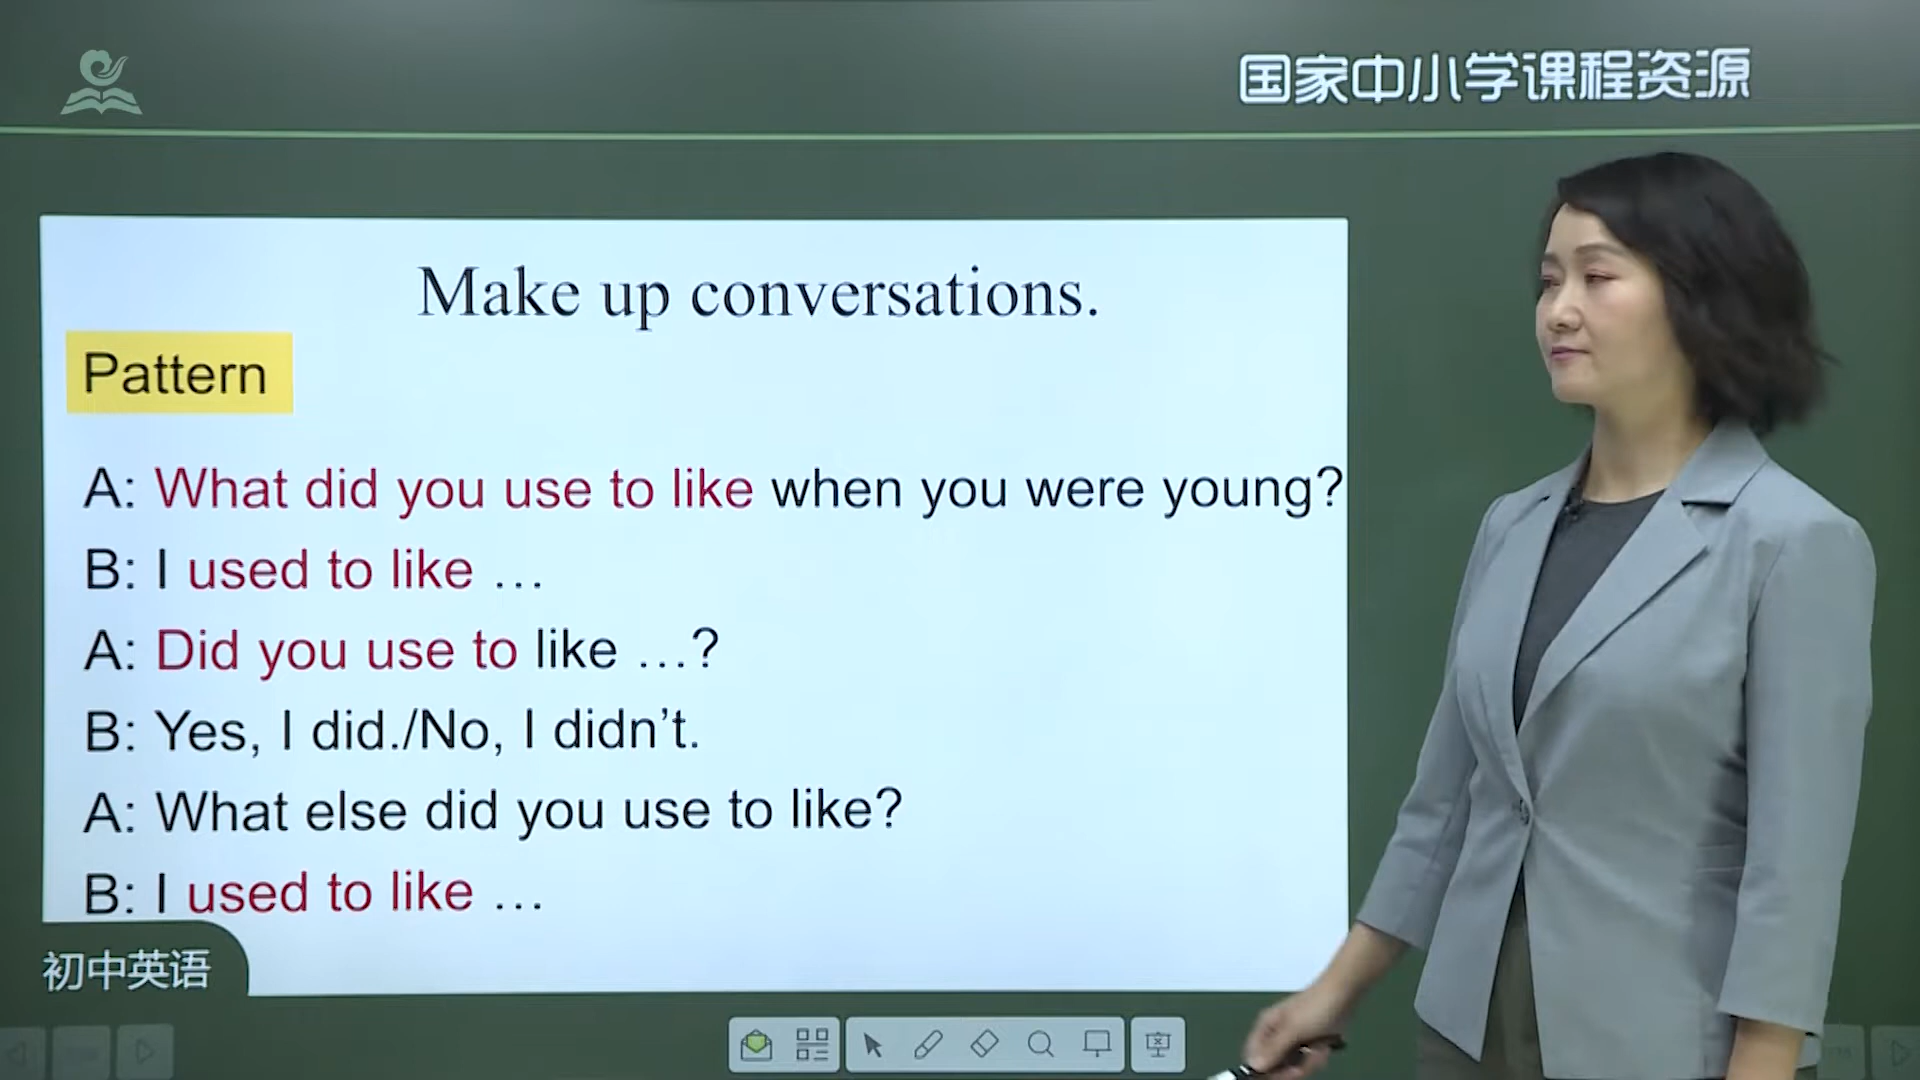 国家中小学课程资源
Make up conversations.
Pattern
A: What did you use to like when you were young?
B: I used to like …
A: Did you use to like …?
B: Yes, I did./No, I didn’t.
A: What else did you use to like?
B: I used to like …
初中英语